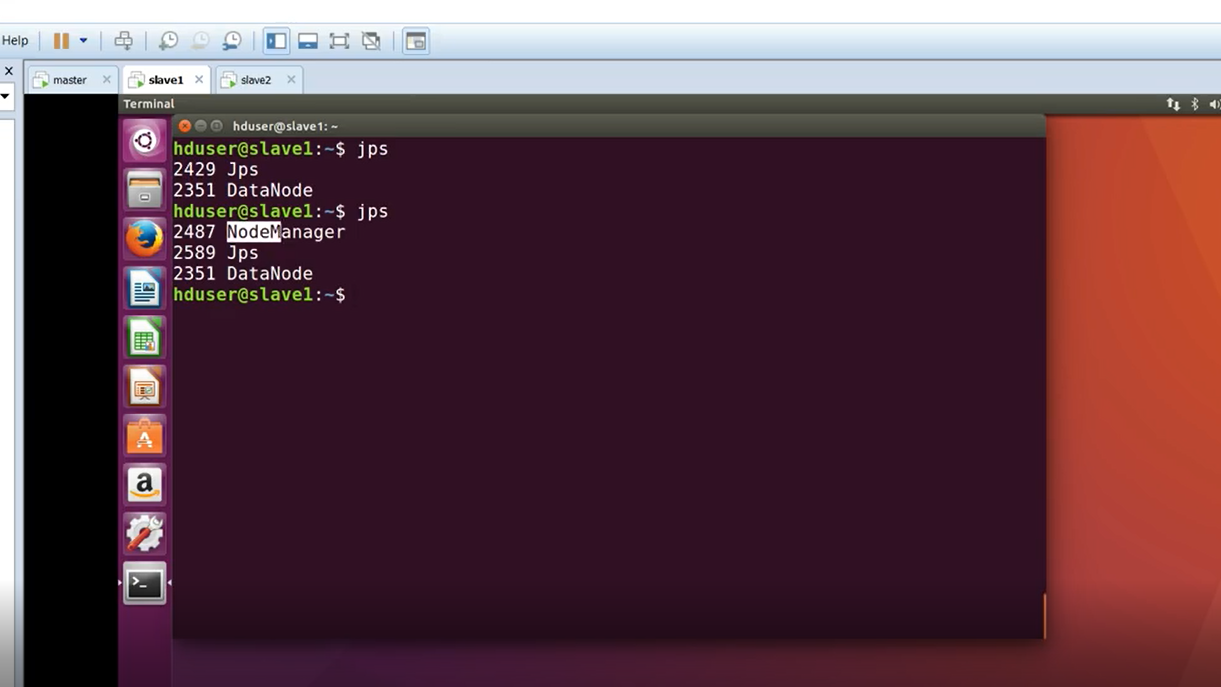 Help
master
slave1
slave2
Terminal
hduser@slave1: ~
hduser@slave1:~$ jps
2429 Jps
2351 DataNode
hduser@slave1:~$ jps
2487 NodeManager
2589 Jps
2351 DataNode
hduser@slave1:~$